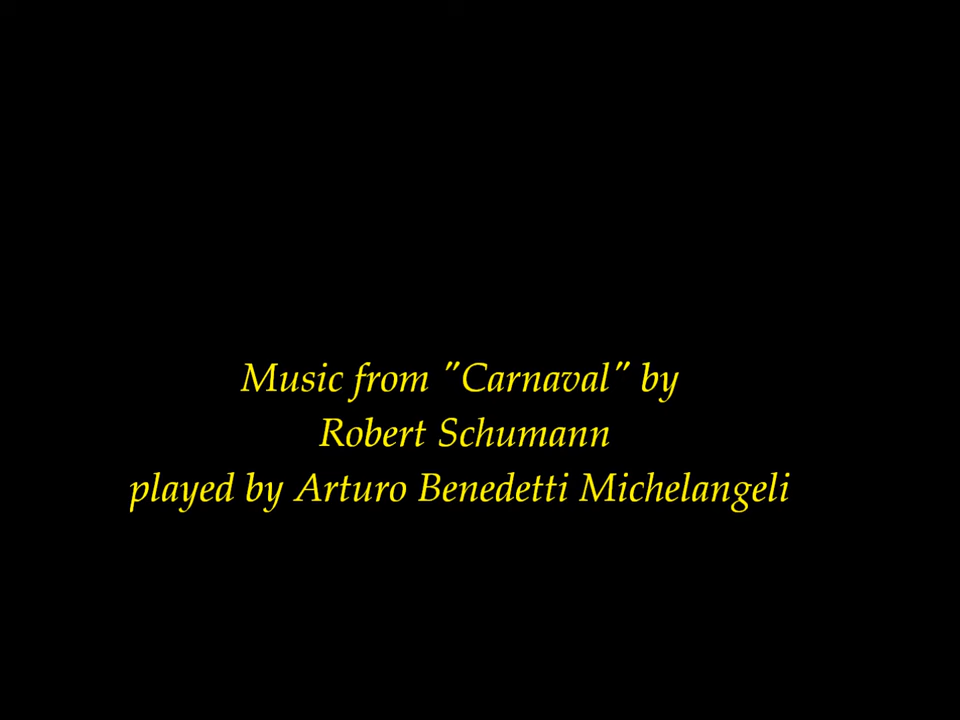 Music from "Carnaval" by
Robert Schumann
played by Arturo Benedetti Michelangeli